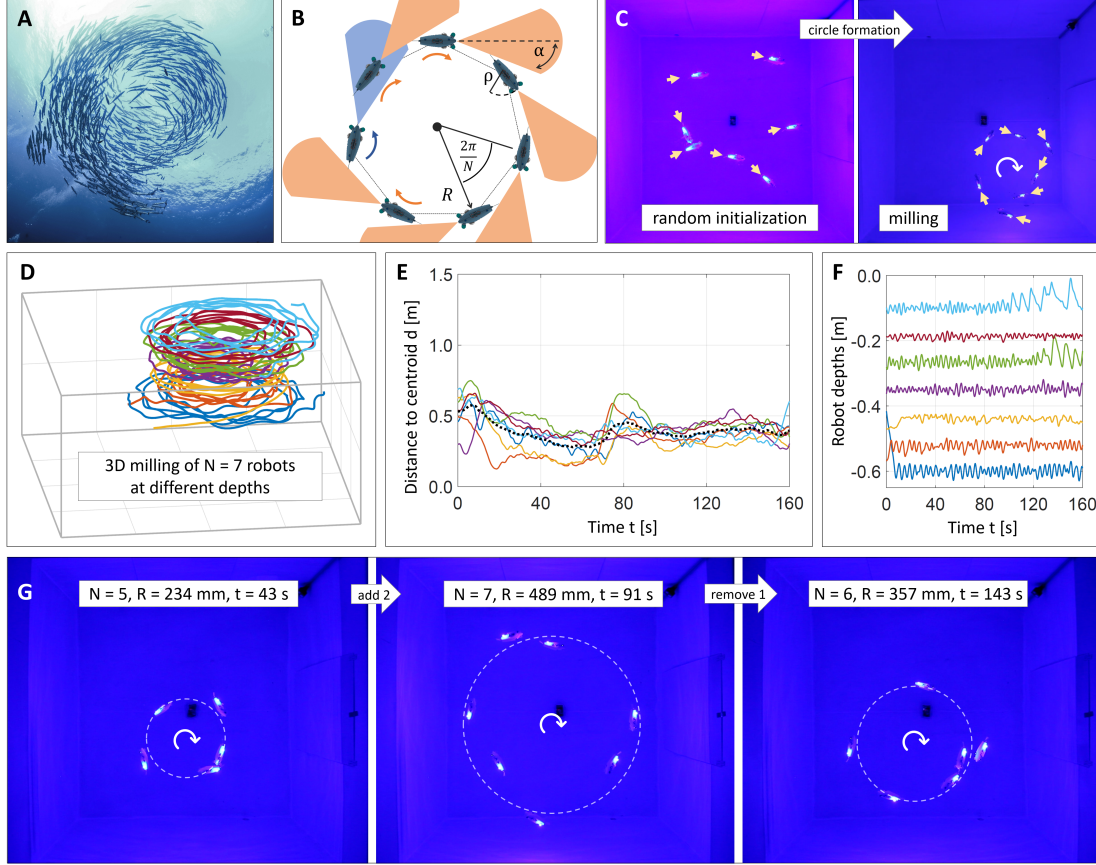 A
B
α
ρ
2π
N
R
C
circle formation
random initialization
milling
D
3D milling of N = 7 robots
at different depths
E
Distance to centroid d [m]
1.5
1.0
0.5
0.0
0
40
80
120
160
Time t [s]
F
Robot depths [m]
0.0
-0.2
-0.4
-0.6
0
40
80
120
160
Time t [s]
G
N = 5, R = 234 mm, t = 43 s
add 2
N = 7, R = 489 mm, t = 91 s
remove 1
N = 6, R = 357 mm, t = 143 s